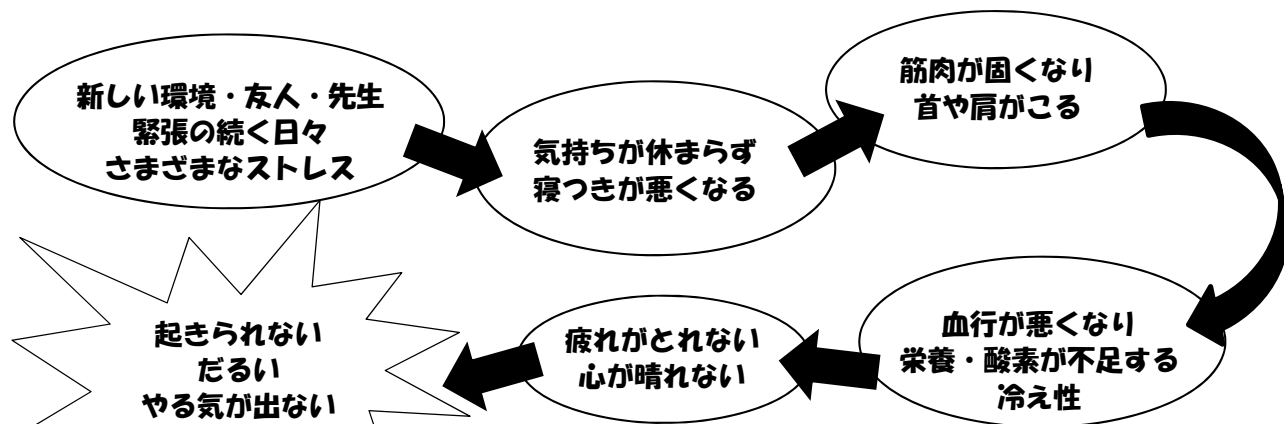 新しい環境・友人・先生
緊張の続く日々
さまざまなストレス
気持ちが休まらず
寝つきが悪くなる
筋肉が固くなり
首や肩がこる
血行が悪くなり
栄養・酸素が不足する
冷え性
疲れがとれない
心が晴れない
起きられない
だるい
やる気が出ない